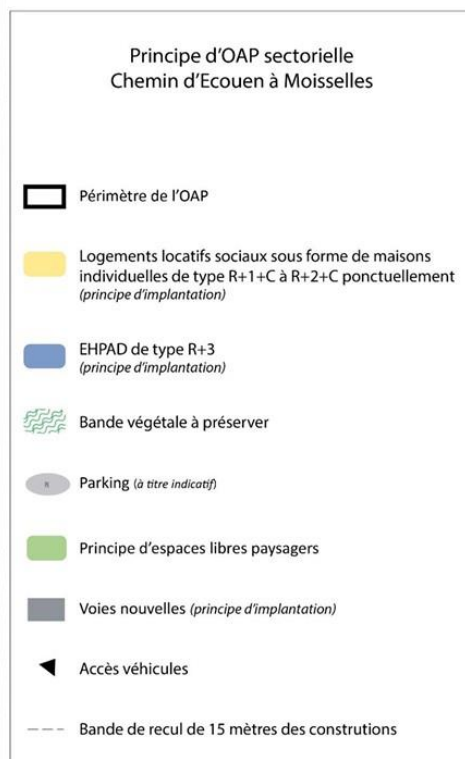 Principe d'OAP sectorielle
Chemin d'Ecouen à Moisselles
Périmètre de l'OAP
Logements locatifs sociaux sous forme de maisons
individuelles de type R+1+C à R+2+C ponctuellement
(principe d'implantation)
EHPAD de type R+3
(principe d'implantation)
Bande végétale à préserver
Parking (à titre indicatif)
Principe d'espaces libres paysagers
Voies nouvelles (principe d'implantation)
Accès véhicules
Bande de recul de 15 mètres des construtions